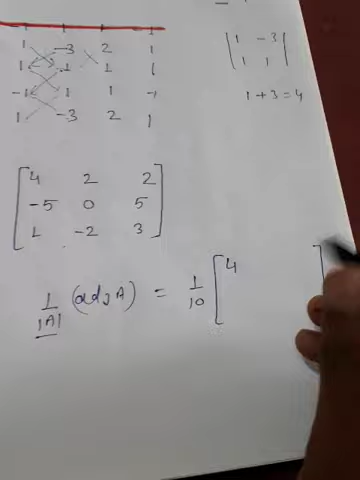 1 -3 2 1
1 1 1 1
-1 1 1 -1
1 -3 2 1
| 1 -3 |
| 1 1 |
1 + 3 = 4
[ 4 2 2
-5 0 5
1 -2 3 ]
1/|A| (adj A) = 1/10 [ 4 ]